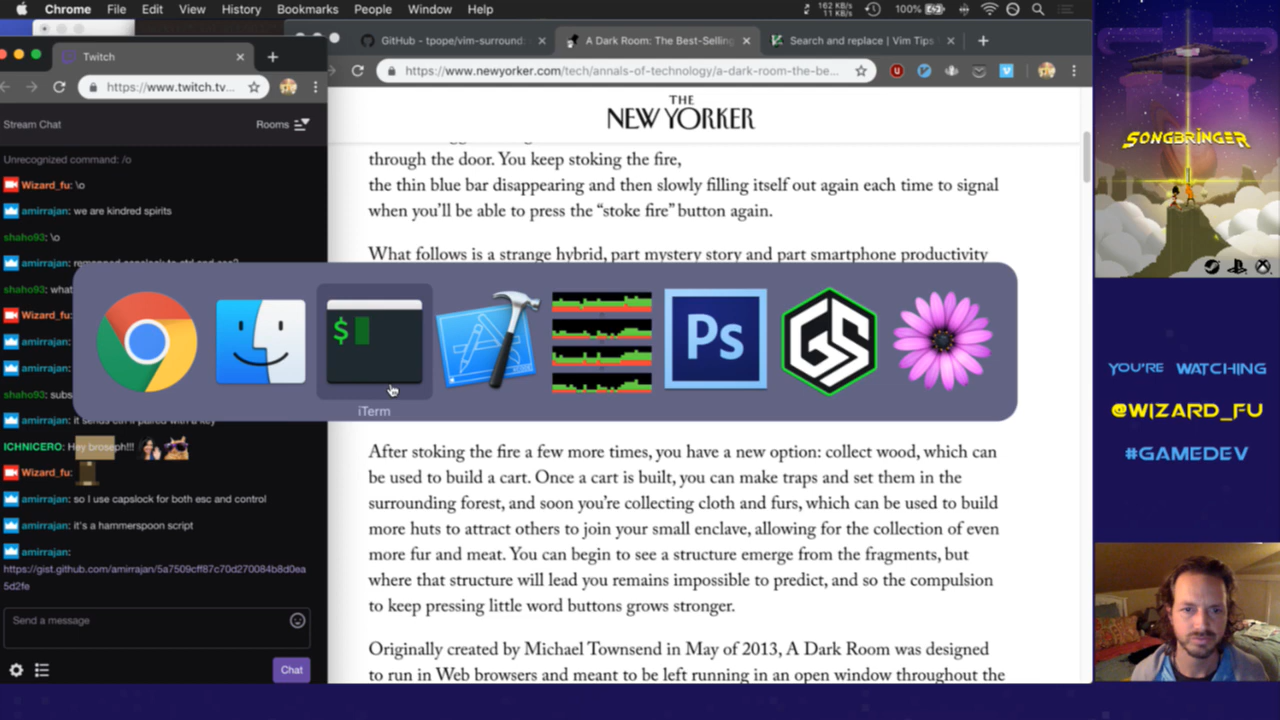 Chrome File Edit View History Bookmarks People Window Help
162 KB/s
11 KB/s
100%
Twitch
https://www.twitch.tv...
GitHub - tpope/vim-surround:
A Dark Room: The Best-Selling
Search and replace | Vim Tips
https://www.newyorker.com/tech/annals-of-technology/a-dark-room-the-be...
Stream Chat
Rooms
Unrecognized command: /o
Wizard_fu: \o
amirrajan: we are kindred spirits
shaho93: \o
amirrajan: remapped capslock to ctrl and esc?
shaho93: what
Wizard_fu:
shaho93: subs
amirrajan: it sends ctrl if paired with a key
ICHNICERO: Hey broseph!!!
Wizard_fu:
amirrajan: so I use capslock for both esc and control
amirrajan: it's a hammerspoon script
amirrajan:
https://gist.github.com/amirrajan/5a7509cff87c70d270084b8d0ea
5d2fe
Send a message
Chat
THE
NEW YORKER
through the door. You keep stoking the fire,
the thin blue bar disappearing and then slowly filling itself out again each time to signal
when you’ll be able to press the “stoke fire” button again.
What follows is a strange hybrid, part mystery story and part smartphone productivity
$
Ps
GS
iTerm
After stoking the fire a few more times, you have a new option: collect wood, which can
be used to build a cart. Once a cart is built, you can make traps and set them in the
surrounding forest, and soon you’re collecting cloth and furs, which can be used to build
more huts to attract others to join your small enclave, allowing for the collection of even
more fur and meat. You can begin to see a structure emerge from the fragments, but
where that structure will lead you remains impossible to predict, and so the compulsion
to keep pressing little word buttons grows stronger.
Originally created by Michael Townsend in May of 2013, A Dark Room was designed
to run in Web browsers and meant to be left running in an open window throughout the
SONGBRINGER
YOU'RE WATCHING
@WIZARD_FU
#GAMEDEV